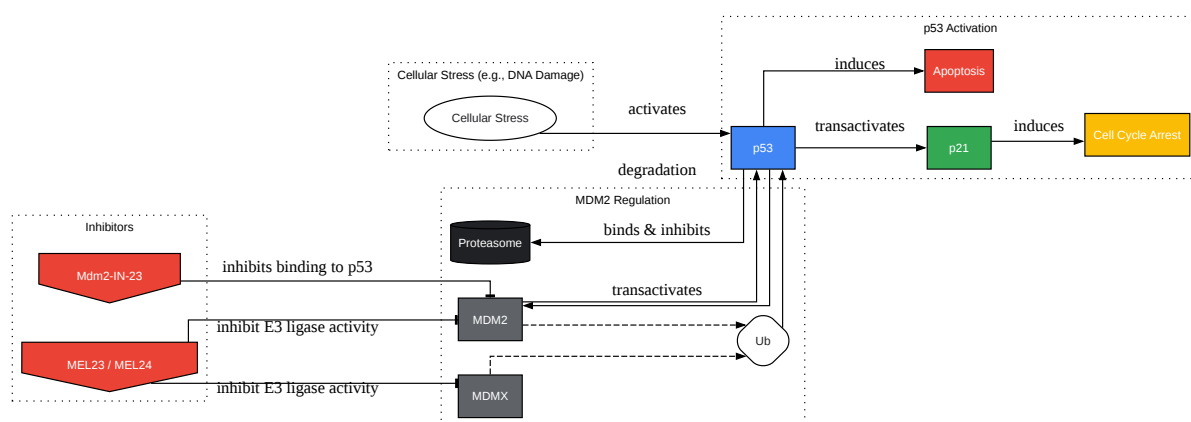 p53 Activation
induces
Apoptosis
Cellular Stress (e.g., DNA Damage)
Cellular Stress
activates
p53
transactivates
p21
induces
Cell Cycle Arrest
degradation
MDM2 Regulation
Inhibitors
Proteasome
binds & inhibits
Mdm2-IN-23
inhibits binding to p53
transactivates
MDM2
inhibit E3 ligase activity
Ub
MEL23 / MEL24
inhibit E3 ligase activity
MDMX